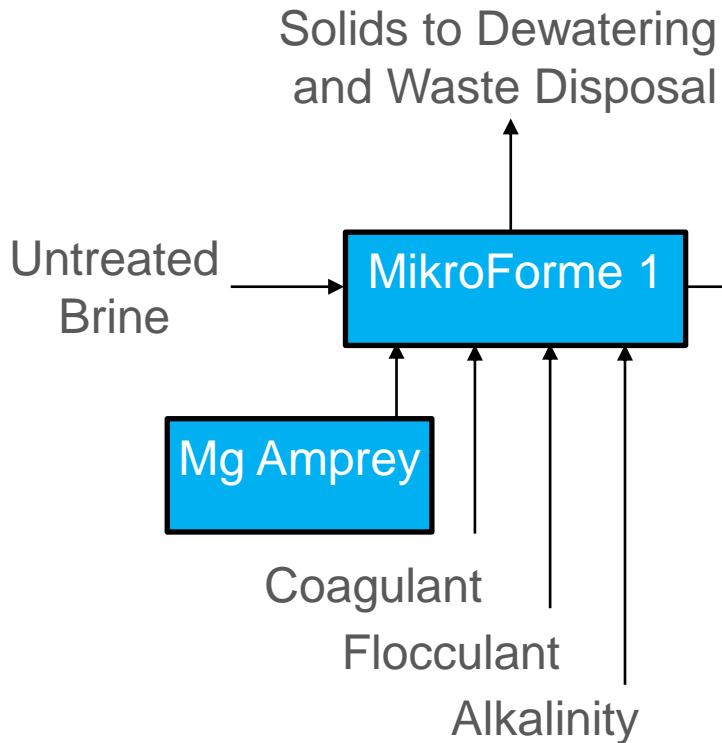 Solids to Dewatering
and Waste Disposal
Untreated
Brine
MikroForme 1
Mg Amprey
Coagulant
Flocculant
Alkalinity